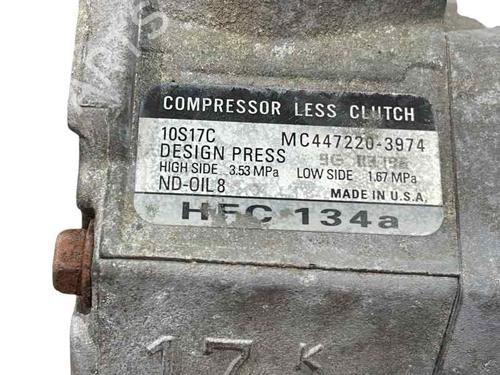 COMPRESSOR LESS CLUTCH
10S17C MC447220-3974
DESIGN PRESS
HIGH SIDE 3.53 MPa LOW SIDE 1.67 MPa
ND-OIL 8 MADE IN U.S.A.
HFC 134a
17 K